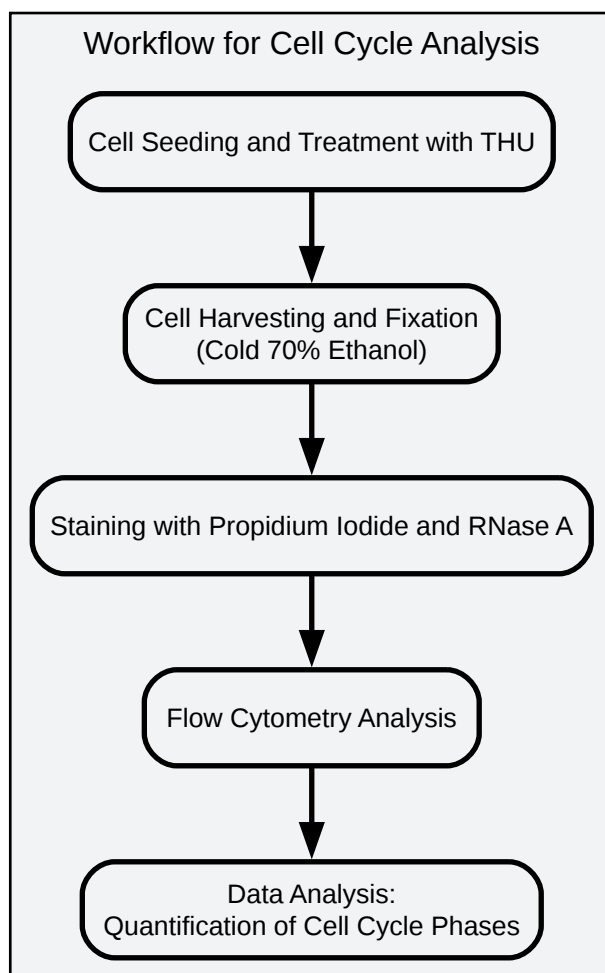 Workflow for Cell Cycle Analysis
Cell Seeding and Treatment with THU
Cell Harvesting and Fixation
(Cold 70% Ethanol)
Staining with Propidium Iodide and RNase A
Flow Cytometry Analysis
Data Analysis:
Quantification of Cell Cycle Phases